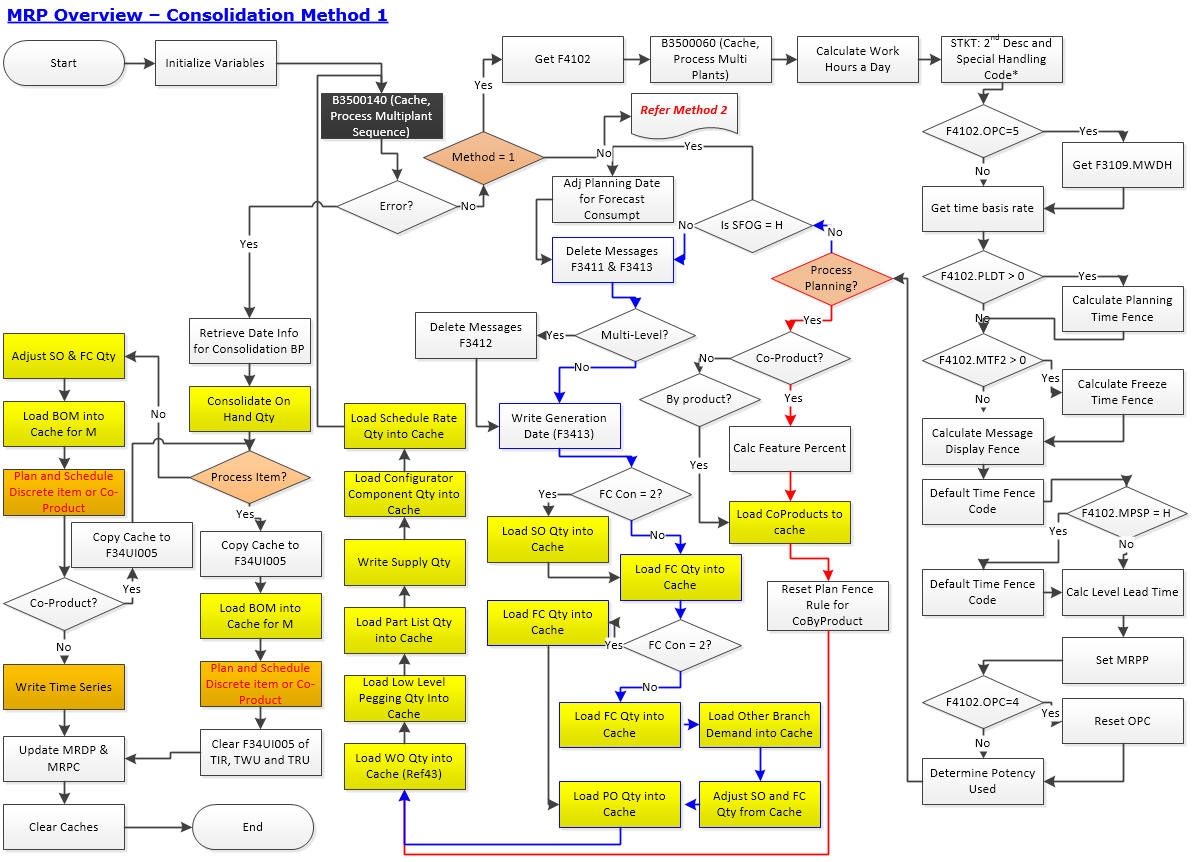 MRP Overview – Consolidation Method 1
Start
Initialize Variables
B3500140 (Cache,
Process Multiplant
Sequence)
Error?
No
Yes
Method = 1
Yes
No
Get F4102
B3500060 (Cache,
Process Multi
Plants)
Calculate Work
Hours a Day
STKT: 2nd Desc and
Special Handling
Code*
Refer Method 2
F4102.OPC=5
Yes
No
Get F3109.MWDH
Get time basis rate
F4102.PLDT > 0
Yes
No
Calculate Planning
Time Fence
F4102.MTF2 > 0
Yes
No
Calculate Freeze
Time Fence
Calculate Message
Display Fence
Default Time Fence
Code
F4102.MPSP = H
Yes
No
Default Time Fence
Code
Calc Level Lead Time
Set MRPP
F4102.OPC=4
Yes
No
Reset OPC
Determine Potency
Used
Process
Planning?
No
Yes
Is SFOG = H
Yes
No
Adj Planning Date
for Forecast
Consumpt
Delete Messages
F3411 & F3413
Multi-Level?
Yes
No
Delete Messages
F3412
Write Generation
Date (F3413)
FC Con = 2?
Yes
No
Load SO Qty into
Cache
Load FC Qty into
Cache
FC Con = 2?
Yes
No
Load FC Qty into
Cache
Load FC Qty into
Cache
Load Other Branch
Demand into Cache
Adjust SO and FC
Qty from Cache
Load PO Qty into
Cache
Co-Product?
No
Yes
By product?
Yes
Calc Feature Percent
Load CoProducts to
cache
Reset Plan Fence
Rule for
CoByProduct
Load WO Qty into
Cache (Ref43)
Load Low Level
Pegging Qty Into
Cache
Load Part List Qty
into Cache
Write Supply Qty
Load Configurator
Component Qty into
Cache
Load Schedule Rate
Qty into Cache
Retrieve Date Info
for Consolidation BP
Consolidate On
Hand Qty
Process Item?
No
Yes
Copy Cache to
F34UI005
Load BOM into
Cache for M
Plan and Schedule
Discrete item or Co-
Product
Clear F34UI005 of
TIR, TWU and TRU
Adjust SO & FC Qty
Load BOM into
Cache for M
Plan and Schedule
Discrete item or Co-
Product
Copy Cache to
F34UI005
Co-Product?
Yes
No
Write Time Series
Update MRDP &
MRPC
Clear Caches
End